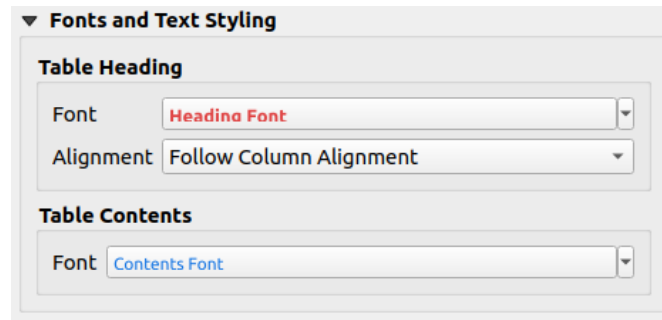 Fonts and Text Styling
Table Heading
Font Heading Font
Alignment Follow Column Alignment
Table Contents
Font Contents Font